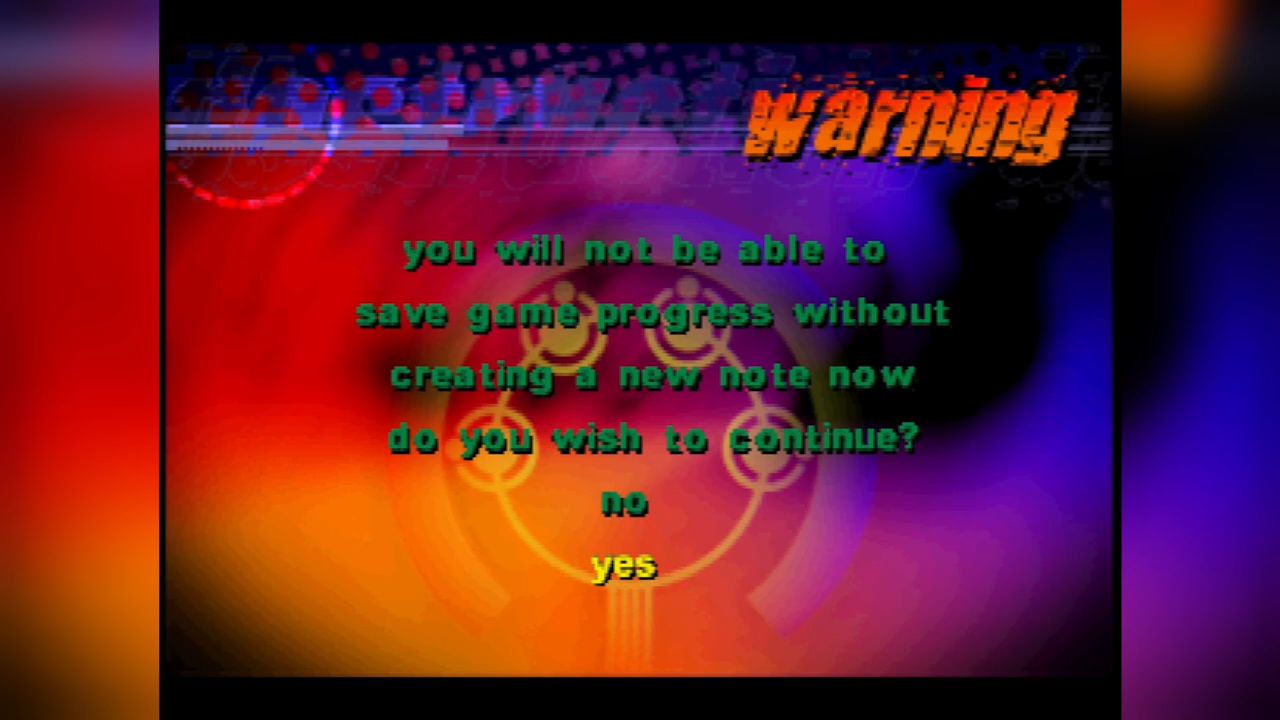 warning
you will not be able to
save game progress without
creating a new note now
do you wish to continue?
no
yes